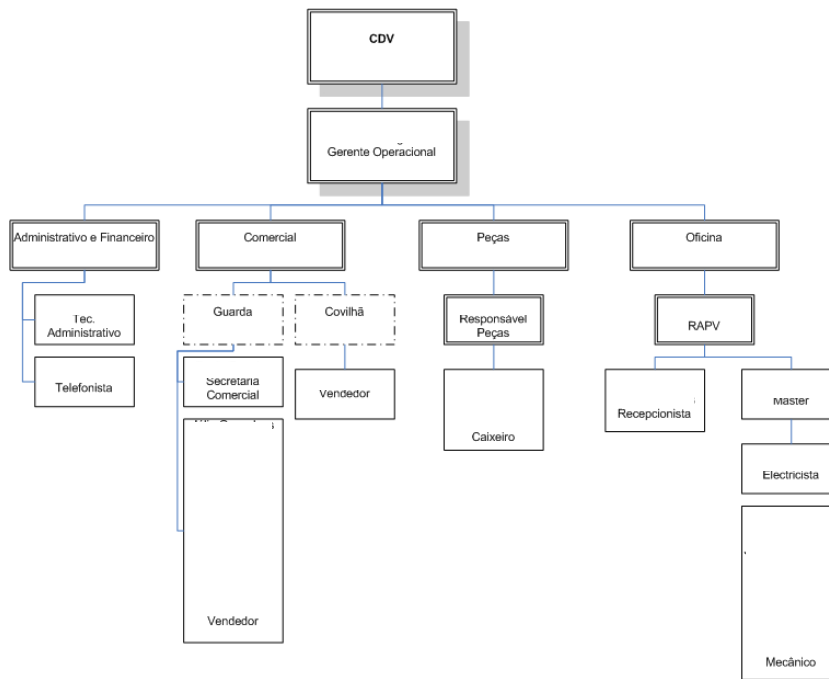 CDV
Gerente Operacional
Administrativo e Financeiro
Comercial
Peças
Oficina
Guarda
Covilhã
Responsável
Peças
RAPV
Tec.
Administrativo
Telefonista
Secretária
Comercial
Vendedor
Caixeiro
Recepcionista
Master
Electricista
Vendedor
Mecânico